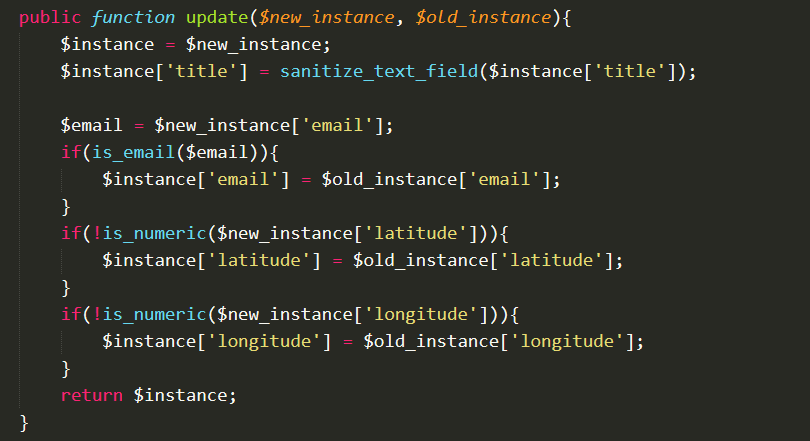 public function update($new_instance, $old_instance){
$instance = $new_instance;
$instance['title'] = sanitize_text_field($instance['title']);
$email = $new_instance['email'];
if(is_email($email)){
$instance['email'] = $old_instance['email'];
}
if(!is_numeric($new_instance['latitude'])){
$instance['latitude'] = $old_instance['latitude'];
}
if(!is_numeric($new_instance['longitude'])){
$instance['longitude'] = $old_instance['longitude'];
}
return $instance;
}